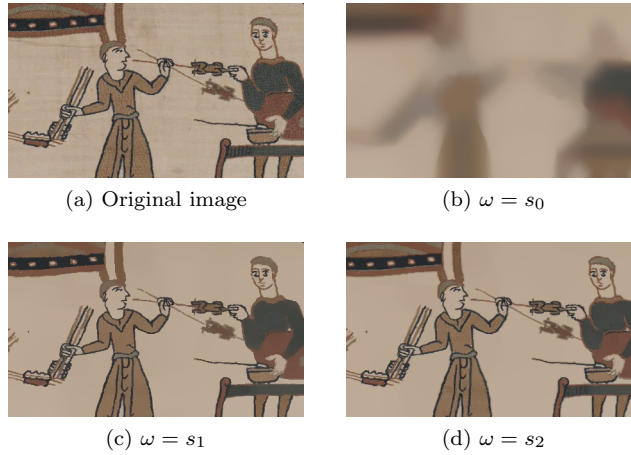 (a) Original image
(b) ω = s₀
(c) ω = s₁
(d) ω = s₂